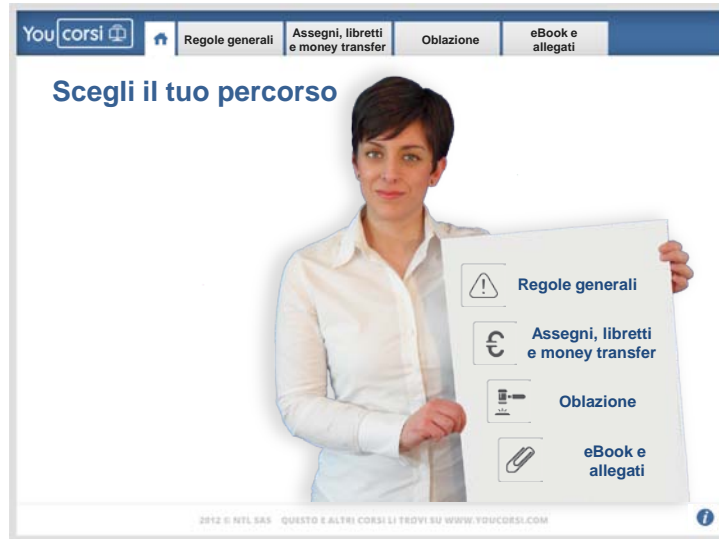 You corsi
Regole generali
Assegni, libretti
e money transfer
Oblazione
eBook e
allegati
Scegli il tuo percorso
Regole generali
€
Assegni, libretti
e money transfer
Oblazione
eBook e
allegati
2012 © NTL SAS QUESTO E ALTRI CORSI LI TROVI SU WWW.YOUCORSI.COM
i